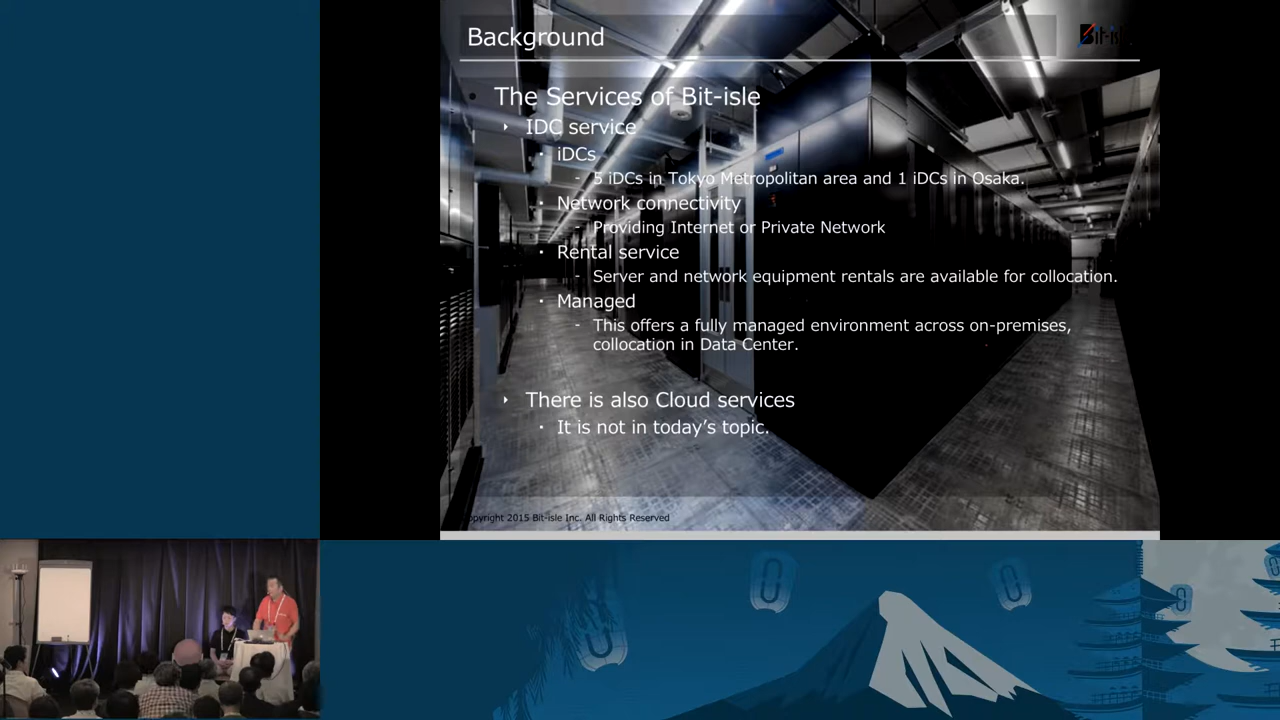 Background
Bit-isle
The Services of Bit-isle
IDC service
iDCs
- 5 iDCs in Tokyo Metropolitan area and 1 iDCs in Osaka.
Network connectivity
- Providing Internet or Private Network
Rental service
- Server and network equipment rentals are available for collocation.
Managed
- This offers a fully managed environment across on-premises,
collocation in Data Center.
There is also Cloud services
It is not in today’s topic.
Copyright 2015 Bit-isle Inc. All Rights Reserved